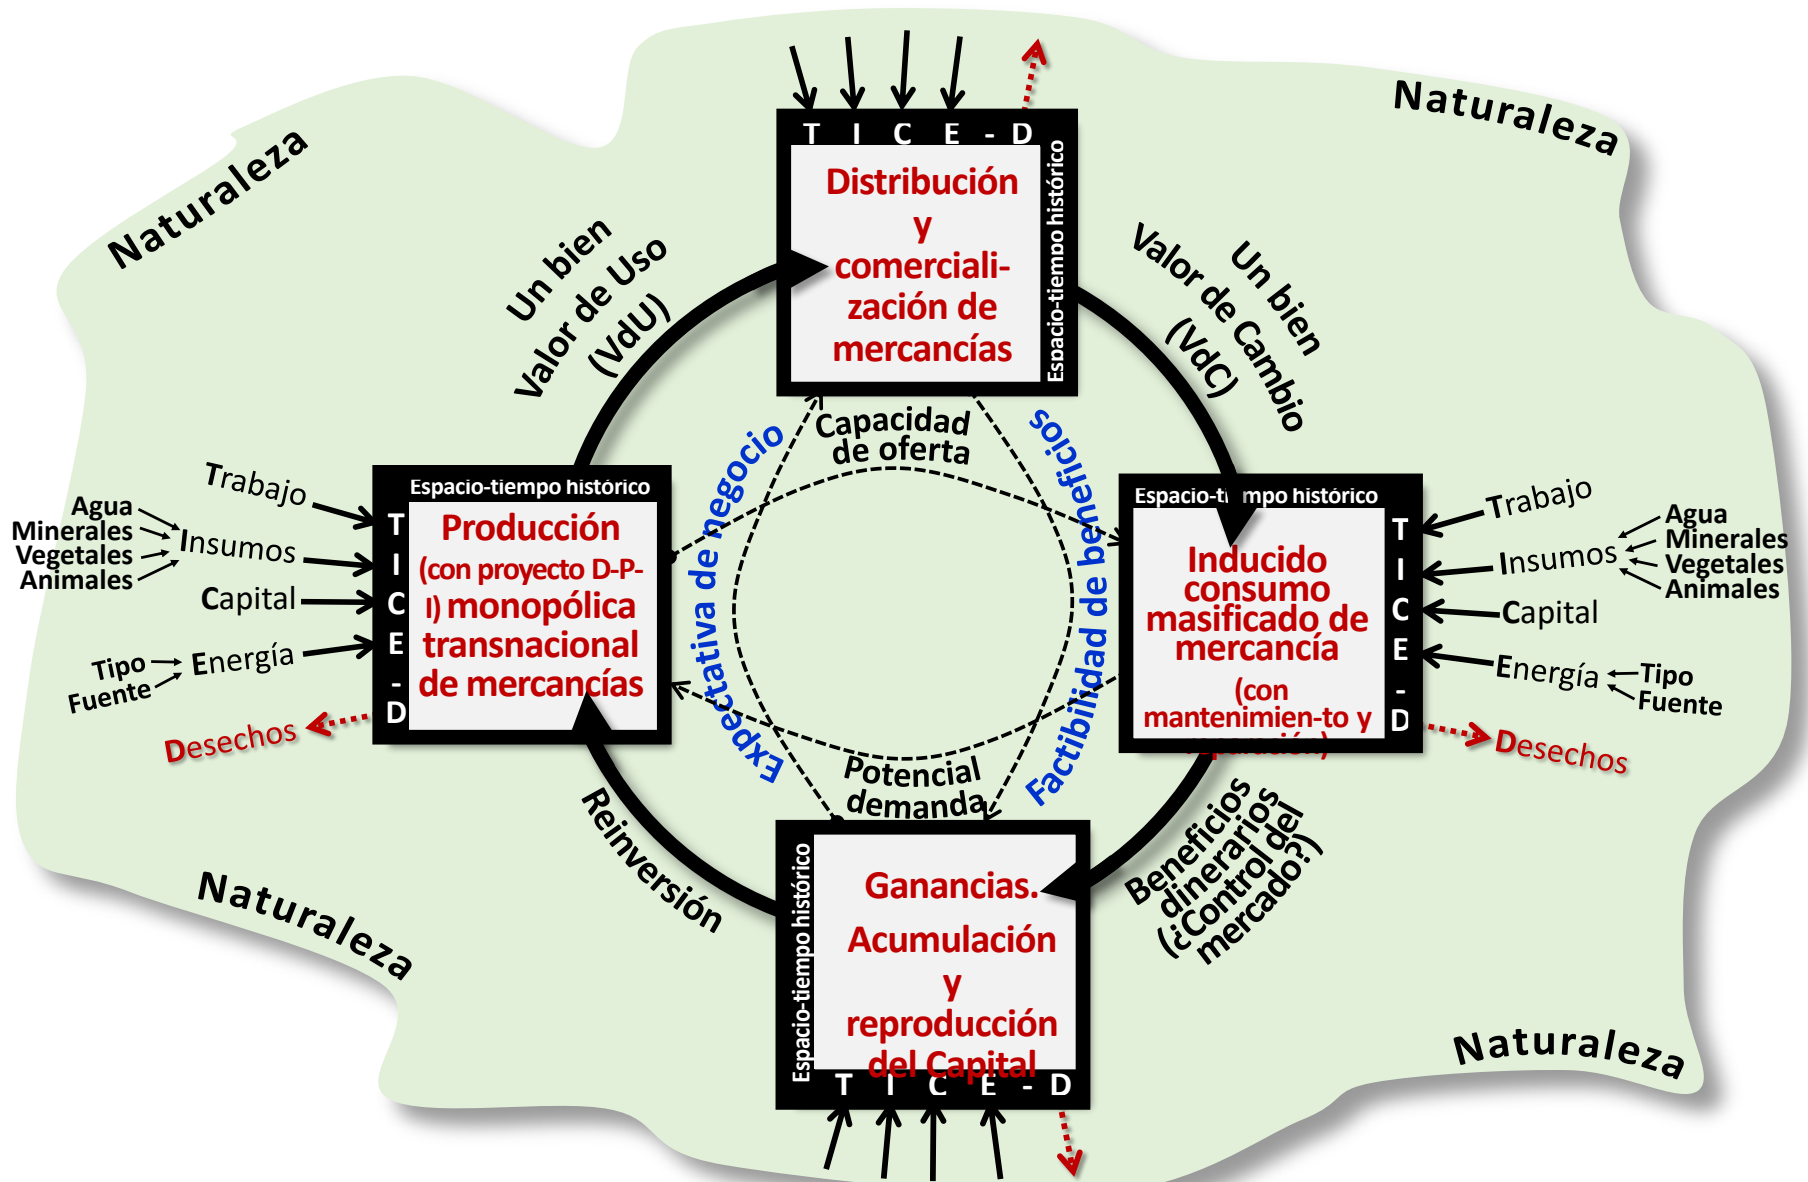 Naturaleza
Naturaleza
T I C E - D
Distribución
y
comerciali-
zación de
mercancías
Espacio-tiempo histórico
Un bien
Valor de Uso
(VdU)
Un bien
Valor de Cambio
(VdC)
Capacidad
de oferta
Expectativa de negocio
Factibilidad de beneficios
Trabajo
Agua
Minerales
Vegetales
Animales
Insumos
Capital
Tipo
Fuente
Energía
Desechos
T I C E - D
Espacio-tiempo histórico
Producción
(con proyecto D-P-
I) monopólica
transnacional
de mercancías
Espacio-tiempo histórico
Inducido
consumo
masificado de
mercancía
(con
mantenimien-to y
reparación)
T I C E - D
Trabajo
Insumos
Agua
Minerales
Vegetales
Animales
Capital
Energía
Tipo
Fuente
Desechos
Potencial
demanda
Reinversión
Beneficios
dinerarios
(¿Control del
mercado?)
Espacio-tiempo histórico
Ganancias.
Acumulación
y
reproducción
del Capital
T I C E - D
Naturaleza
Naturaleza